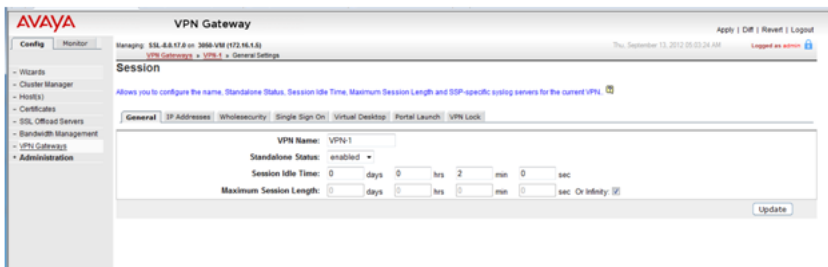 AVAYA
VPN Gateway
Apply | Diff | Revert | Logout
Config Monitor
Managing: SSL-8.0.17.0 on: 3050-VM (172.16.1.5)
Thu, September 13, 2012 05:03:24 AM
Logged as admin
VPN Gateways » VPN-1 » General Settings
Session
Allows you to configure the name, Standalone Status, Session Idle Time, Maximum Session Length and SSP-specific syslog servers for the current VPN.
Wizards
Cluster Manager
Host(s)
Certificates
SSL Offload Servers
Bandwidth Management
VPN Gateways
Administration
General IP Addresses Wholesecurity Single Sign On Virtual Desktop Portal Launch VPN Lock
VPN Name: VPN-1
Standalone Status: enabled
Session Idle Time: 0 days 0 hrs 2 min 0 sec
Maximum Session Length: 0 days 0 hrs 0 min 0 sec Or Infinity:
Update